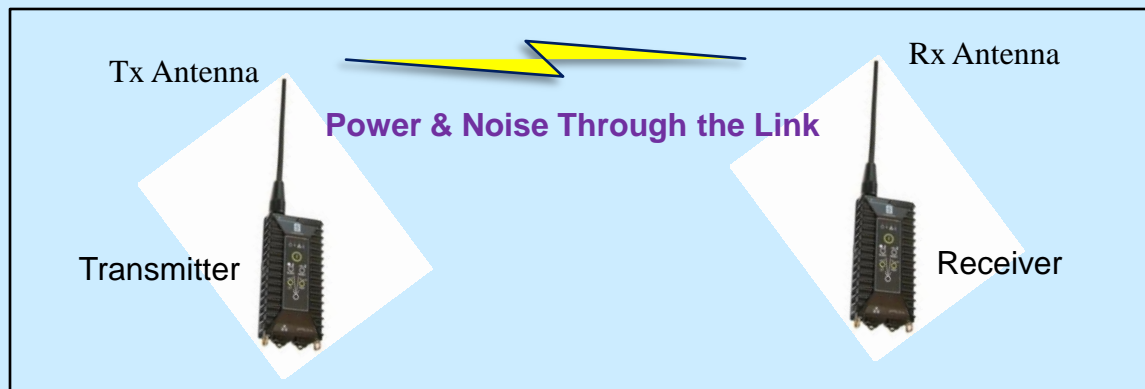 Tx Antenna
Rx Antenna
Power & Noise Through the Link
Transmitter
Receiver